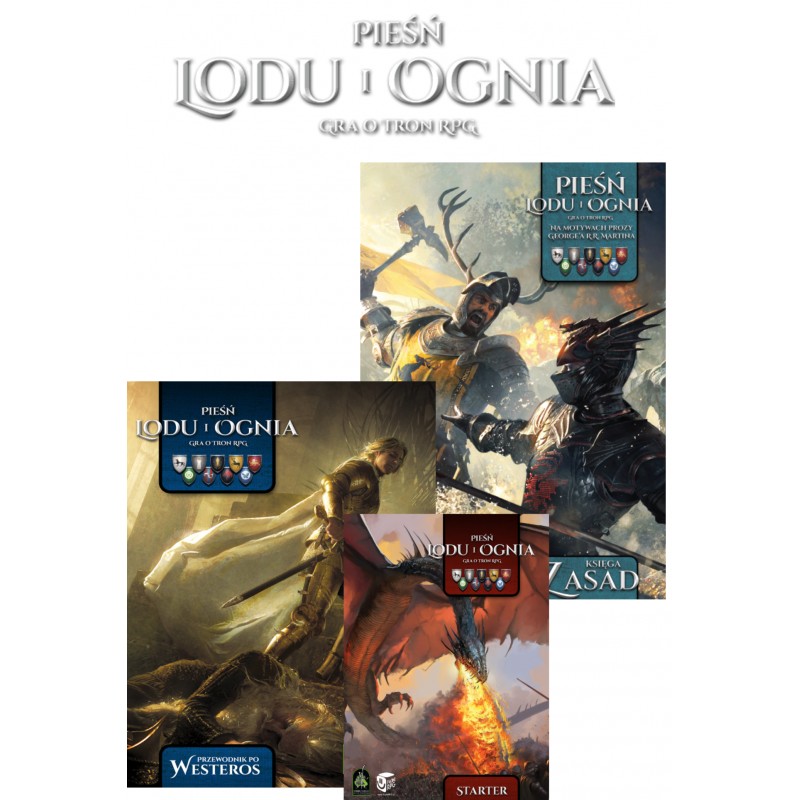 PIEŚŃ
LODU I OGNIA
GRA O TRON RPG
PIEŚŃ
LODU I OGNIA
GRA O TRON RPG
NA MOTYWACH PROZY
GEORGE'A R.R. MARTINA
KSIĘGA
ZASAD
PIEŚŃ
LODU I OGNIA
GRA O TRON RPG
PRZEWODNIK PO
WESTEROS
PIEŚŃ
LODU I OGNIA
GRA O TRON RPG
STARTER